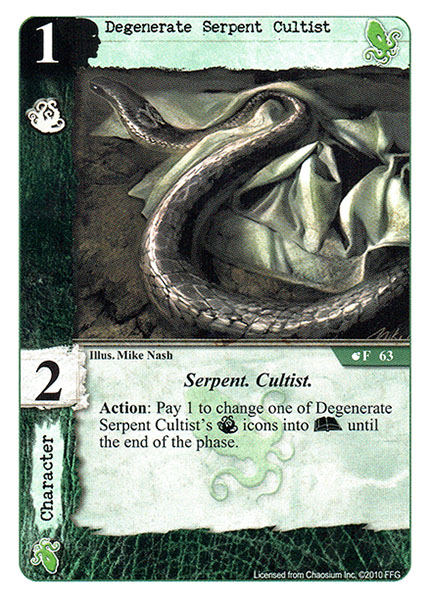 1
Degenerate Serpent Cultist
Illus. Mike Nash
F 63
2
Serpent. Cultist.
Action: Pay 1 to change one of Degenerate
Serpent Cultist's icons into until
the end of the phase.
Character
Licensed from Chaosium Inc. ©2010 FFG